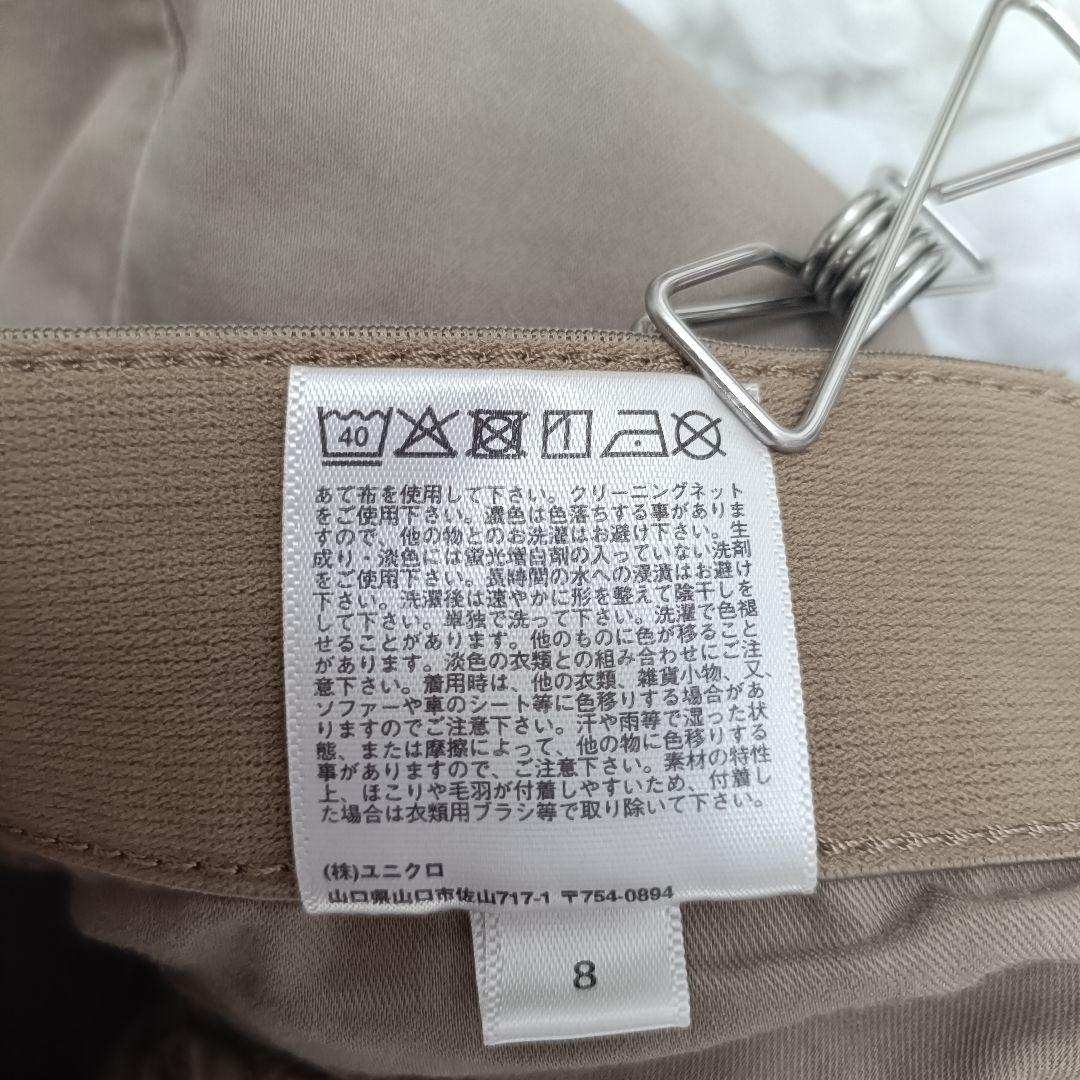 40
あて布を使用して下さい。クリーニングネット
をご使用下さい。濃色は色落ちする事がありま
すので、他の物とのお洗濯はお避け下さい。生
成り・淡色には蛍光増白剤の入っていない洗剤
をご使用下さい。長時間の水への浸漬はお避け
下さい。洗濯後は速やかに形を整えて陰干しを
して下さい。単独で洗って下さい。洗濯で色褪
せることがあります。他のものに色が移ること
があります。淡色の衣類との組み合わせにご注
意下さい。着用時は、他の衣類、雑貨小物、又、
ソファーや車のシート等に色移りする場合があ
りますのでご注意下さい。汗や雨等で湿った状
態、または摩擦によって、他の物に色移りする
事がありますので、ご注意下さい。素材の特性
上、ほこりや毛羽が付着しやすいため、付着し
た場合は衣類用ブラシ等で取り除いて下さい。
(株)ユニクロ
山口県山口市佐山717-1 〒754-0894
8